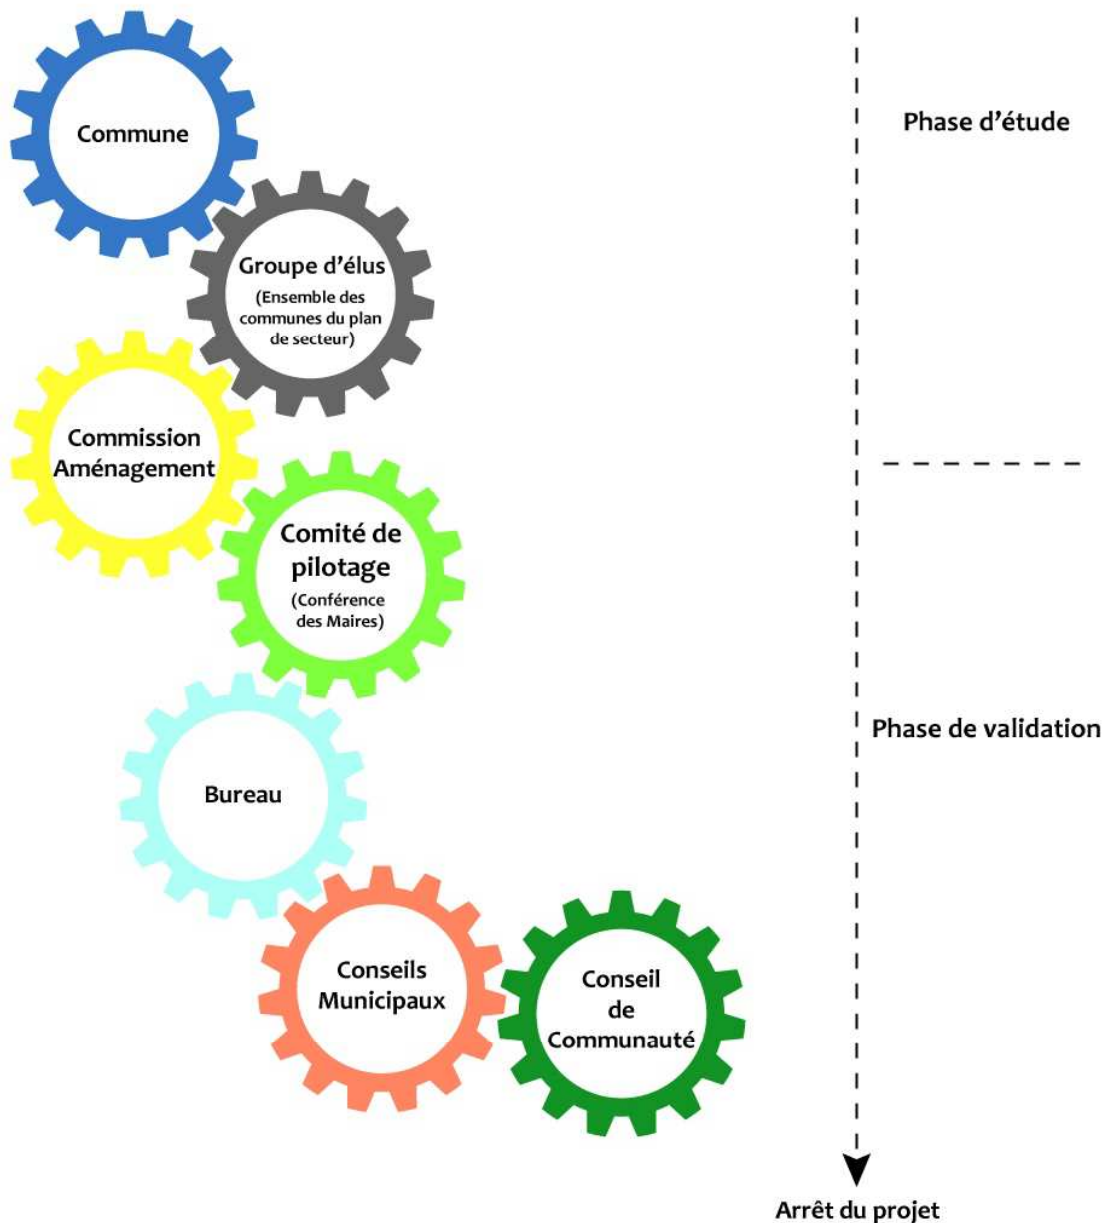 Commune
Phase d’étude
Groupe d’élus
(Ensemble des
communes du plan
de secteur)
Commission
Aménagement
Comité de
pilotage
(Conférence
des Maires)
Phase de validation
Bureau
Conseils
Municipaux
Conseil
de
Communauté
Arrêt du projet